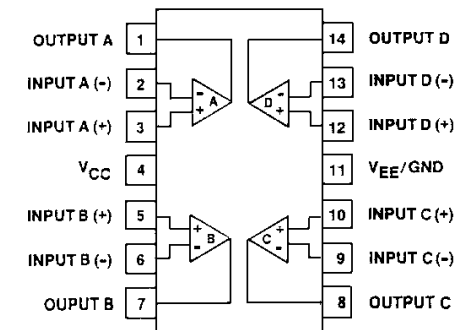 OUTPUT A 1 14 OUTPUT D
INPUT A (-) 2 13 INPUT D (-)
- -
A D
+ +
INPUT A (+) 3 12 INPUT D (+)
VCC 4 11 VEE/GND
INPUT B (+) 5 10 INPUT C (+)
+ +
B C
- -
INPUT B (-) 6 9 INPUT C (-)
OUPUT B 7 8 OUTPUT C